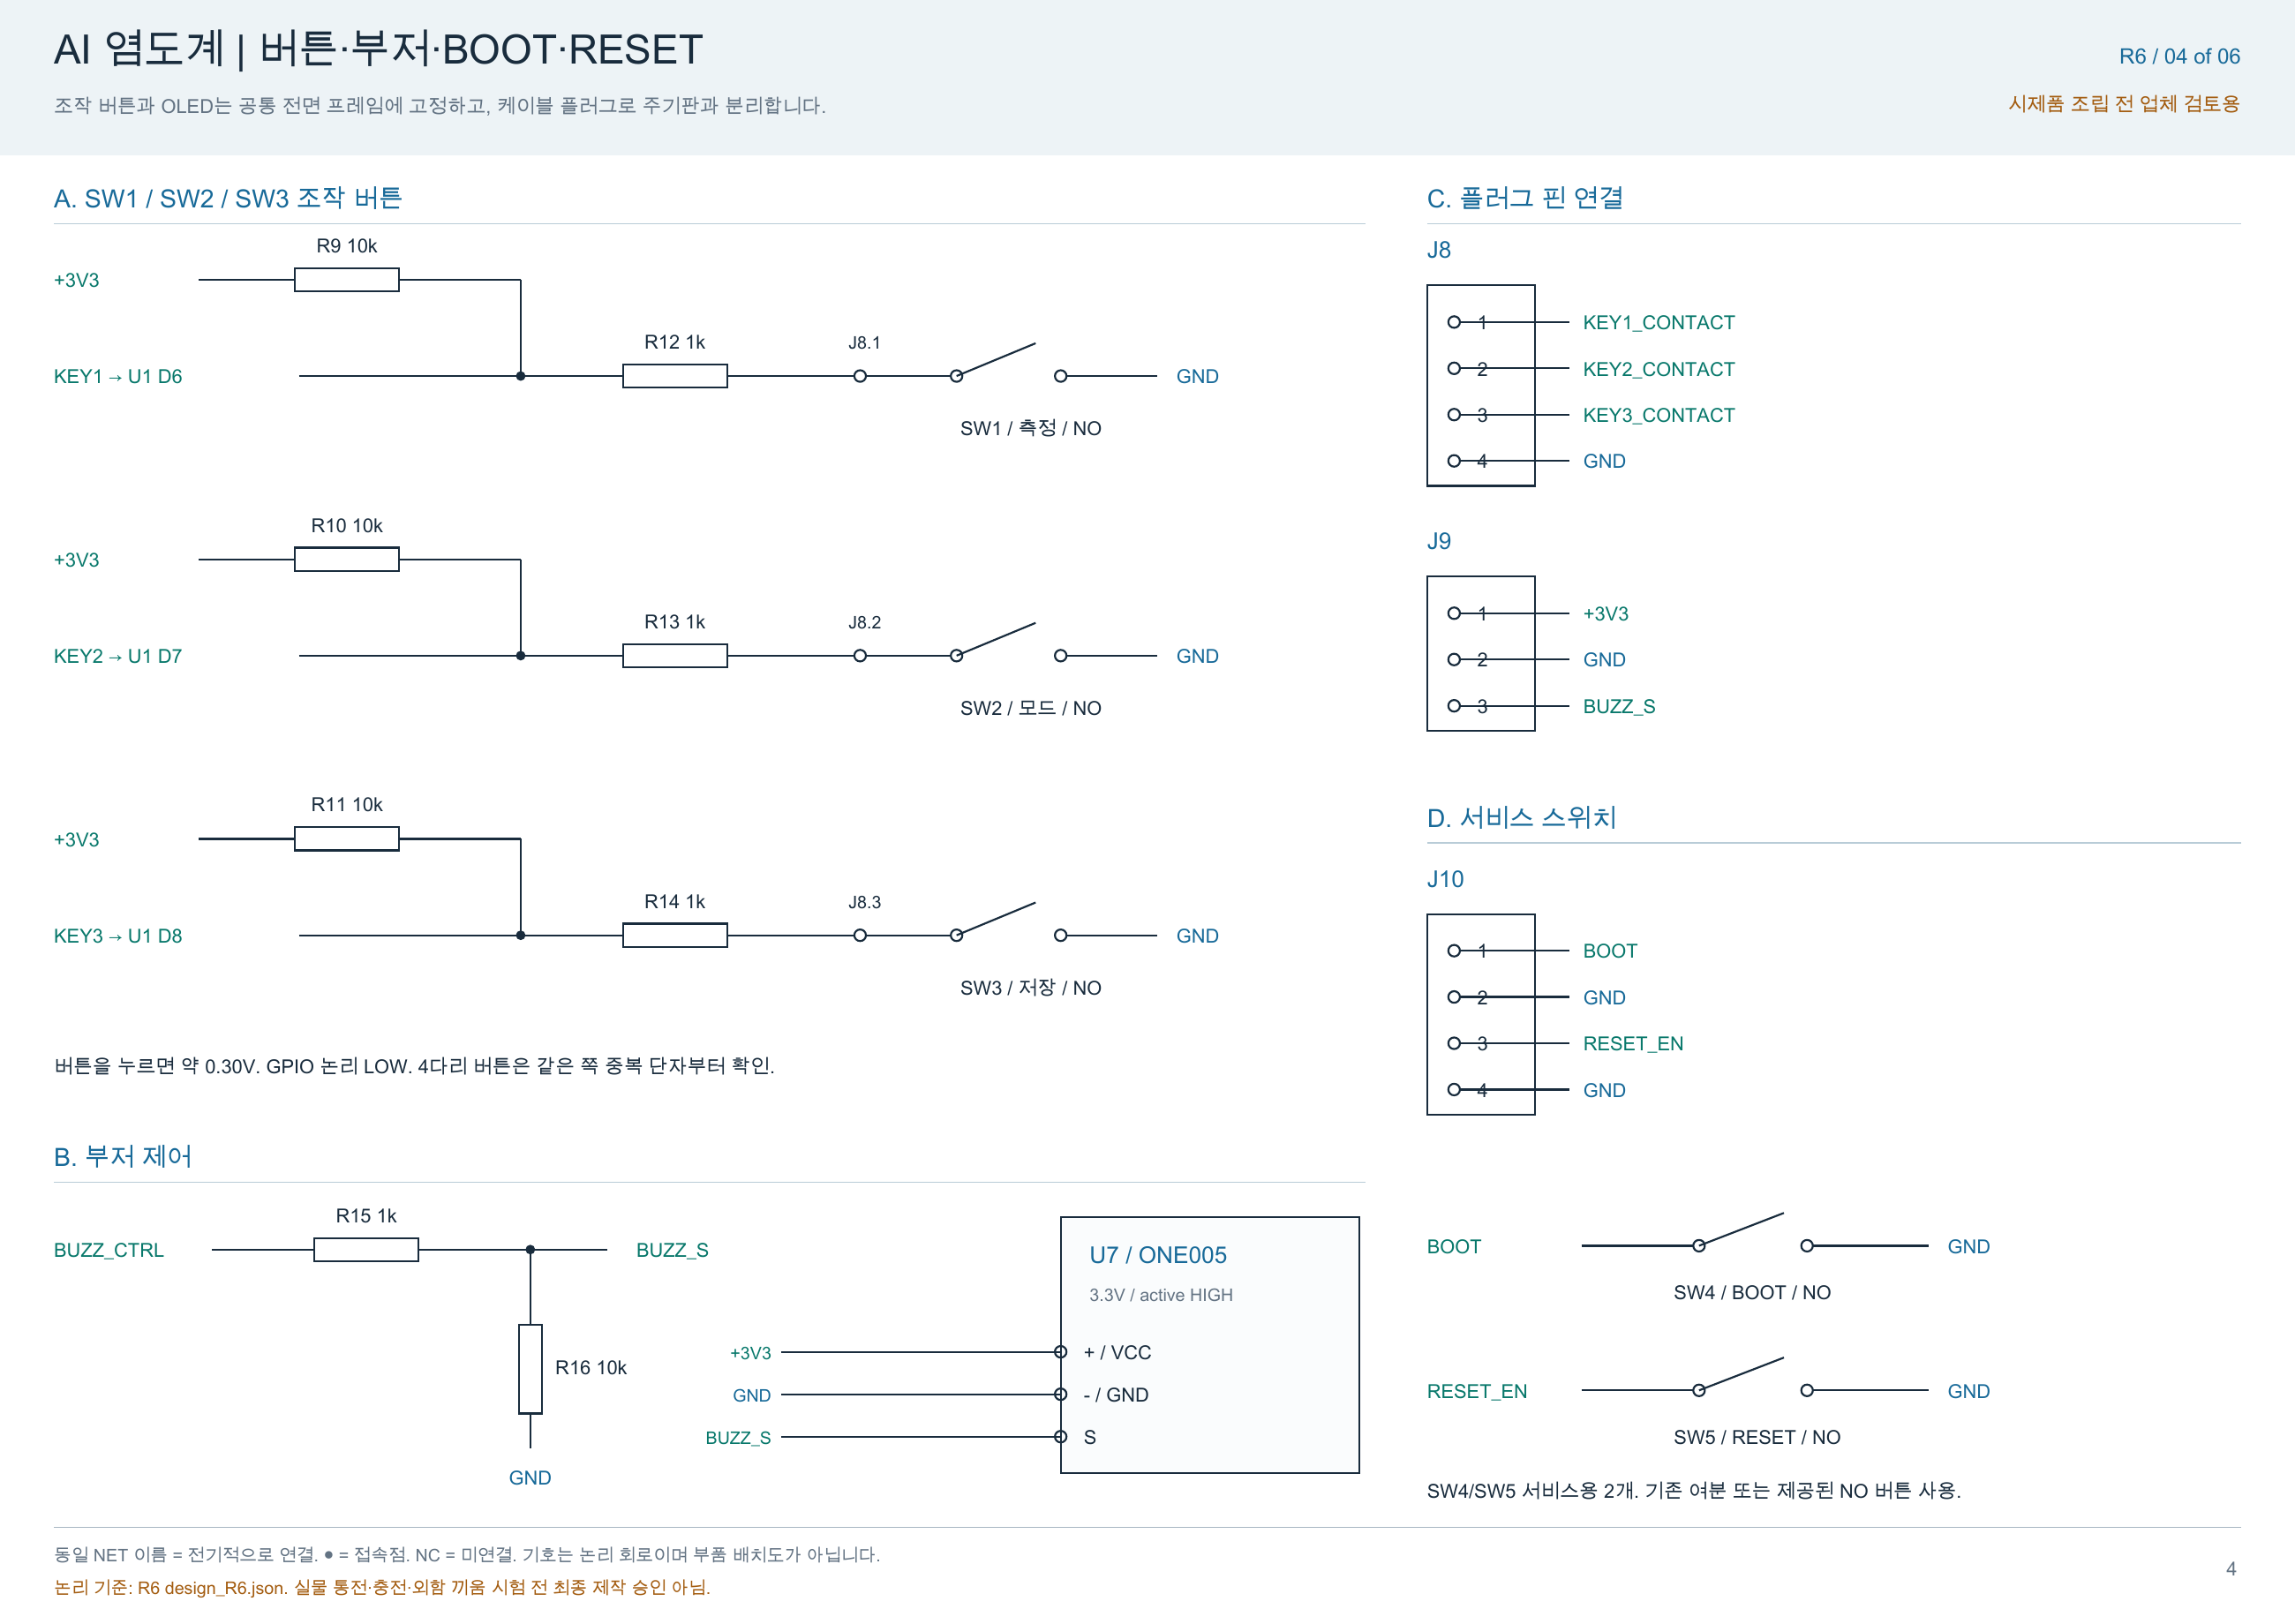 AI 염도계 | 버튼·부저·BOOT·RESET
조작 버튼과 OLED는 공통 전면 프레임에 고정하고, 케이블 플러그로 주기판과 분리합니다.
R6 / 04 of 06
시제품 조립 전 업체 검토용
A. SW1 / SW2 / SW3 조작 버튼
R9 10k
+3V3
R12 1k
J8.1
KEY1 → U1 D6
GND
SW1 / 측정 / NO
R10 10k
+3V3
R13 1k
J8.2
KEY2 → U1 D7
GND
SW2 / 모드 / NO
R11 10k
+3V3
R14 1k
J8.3
KEY3 → U1 D8
GND
SW3 / 저장 / NO
버튼을 누르면 약 0.30V. GPIO 논리 LOW. 4다리 버튼은 같은 쪽 중복 단자부터 확인.
B. 부저 제어
R15 1k
BUZZ_CTRL
BUZZ_S
R16 10k
GND
U7 / ONE005
3.3V / active HIGH
+3V3
+ / VCC
GND
- / GND
BUZZ_S
S
C. 플러그 핀 연결
J8
1 KEY1_CONTACT
2 KEY2_CONTACT
3 KEY3_CONTACT
4 GND
J9
1 +3V3
2 GND
3 BUZZ_S
D. 서비스 스위치
J10
1 BOOT
2 GND
3 RESET_EN
4 GND
BOOT
GND
SW4 / BOOT / NO
RESET_EN
GND
SW5 / RESET / NO
SW4/SW5 서비스용 2개. 기존 여분 또는 제공된 NO 버튼 사용.
동일 NET 이름 = 전기적으로 연결. ● = 접속점. NC = 미연결. 기호는 논리 회로이며 부품 배치도가 아닙니다.
논리 기준: R6 design_R6.json. 실물 통전·충전·외함 끼움 시험 전 최종 제작 승인 아님.
4